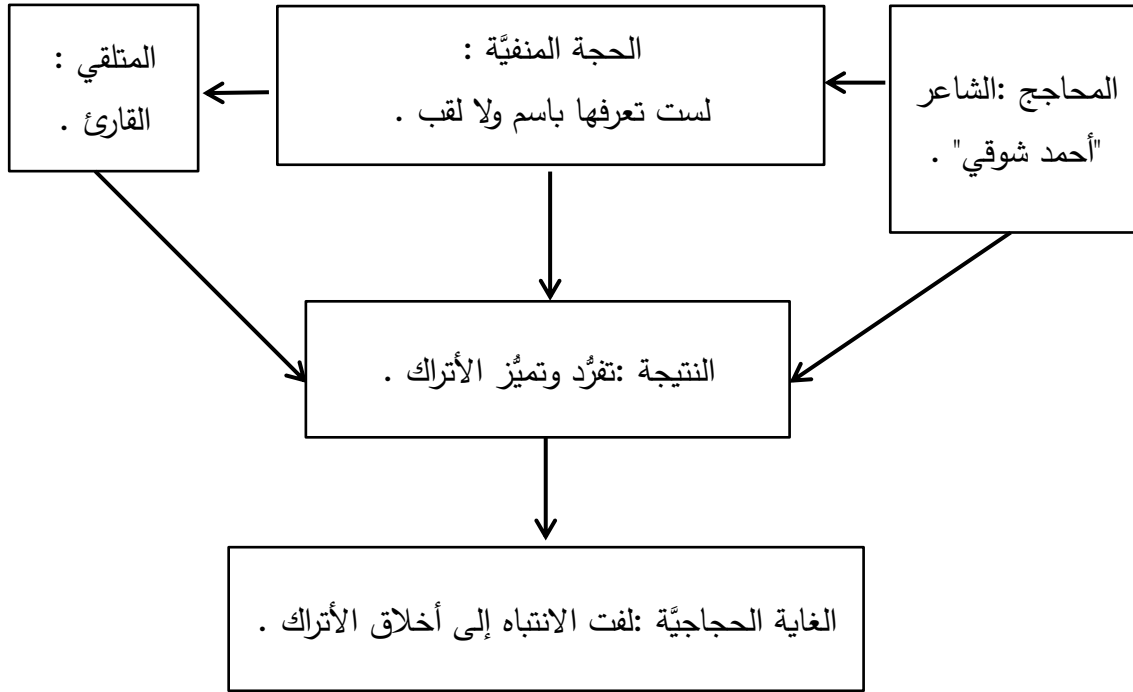 المحاجج :الشاعر
"أحمد شوقي" .
الحجة المنفيَّة :
لست تعرفها باسم ولا لقب .
المتلقي :
القارئ .
النتيجة :تفرُّد وتميُّز الأتراك .
الغاية الحجاجيَّة :لفت الانتباه إلى أخلاق الأتراك .